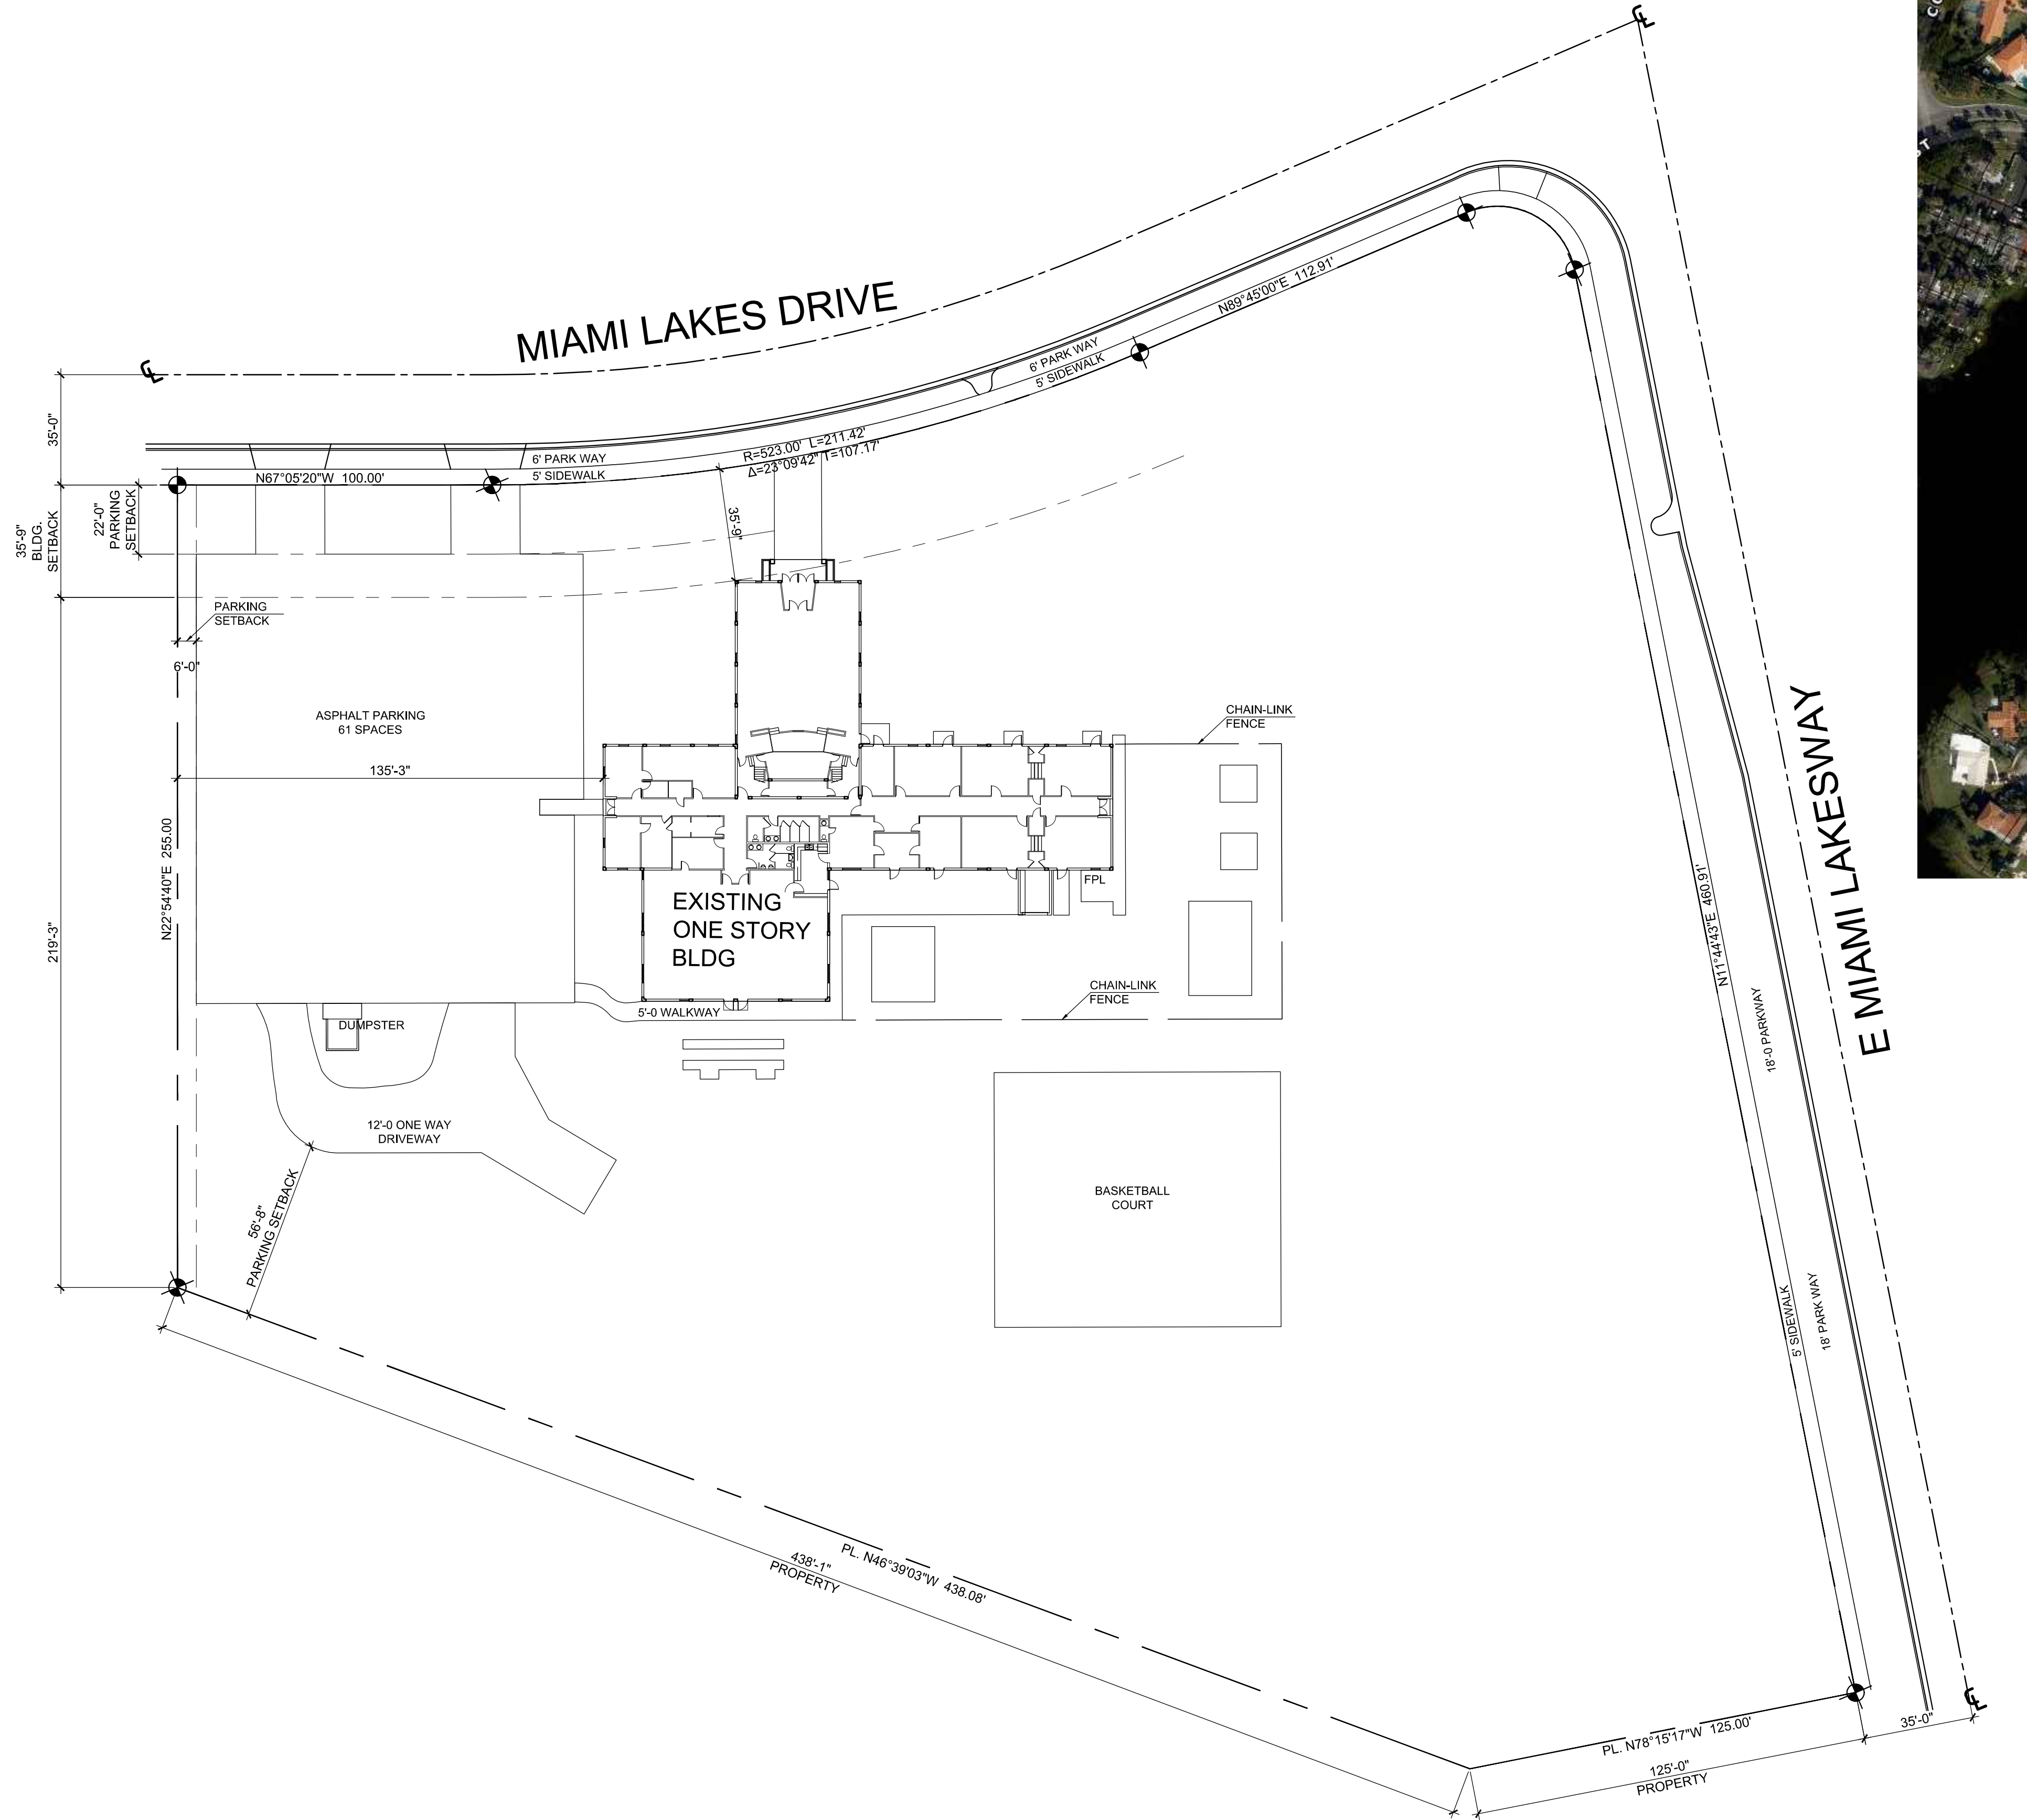 MIAMI LAKES DRIVE
35'-0"
6' PARK WAY
5' SIDEWALK
N89°45'00"E 112.91'
N67°05'20"W 100.00'
6' PARK WAY
5' SIDEWALK
R=523.00' L=211.42'
Δ=23°09'42" T=107.17'
35'-9"
BLDG.
SETBACK
22'-0"
PARKING
SETBACK
35'-9"
PARKING
SETBACK
6'-0"
ASPHALT PARKING
61 SPACES
135'-3"
N22°54'40"E 255.00
219'-3"
CHAIN-LINK
FENCE
FPL
EXISTING
ONE STORY
BLDG
CHAIN-LINK
FENCE
5'-0 WALKWAY
DUMPSTER
12'-0 ONE WAY
DRIVEWAY
56'-8"
PARKING SETBACK
BASKETBALL
COURT
E MIAMI LAKESWAY
N11°44'43"E 460.91'
18'-0 PARKWAY
5' SIDEWALK
18' PARK WAY
PL. N46°39'03"W 438.08'
438'-1"
PROPERTY
PL. N78°15'17"W 125.00'
125'-0"
PROPERTY
35'-0"